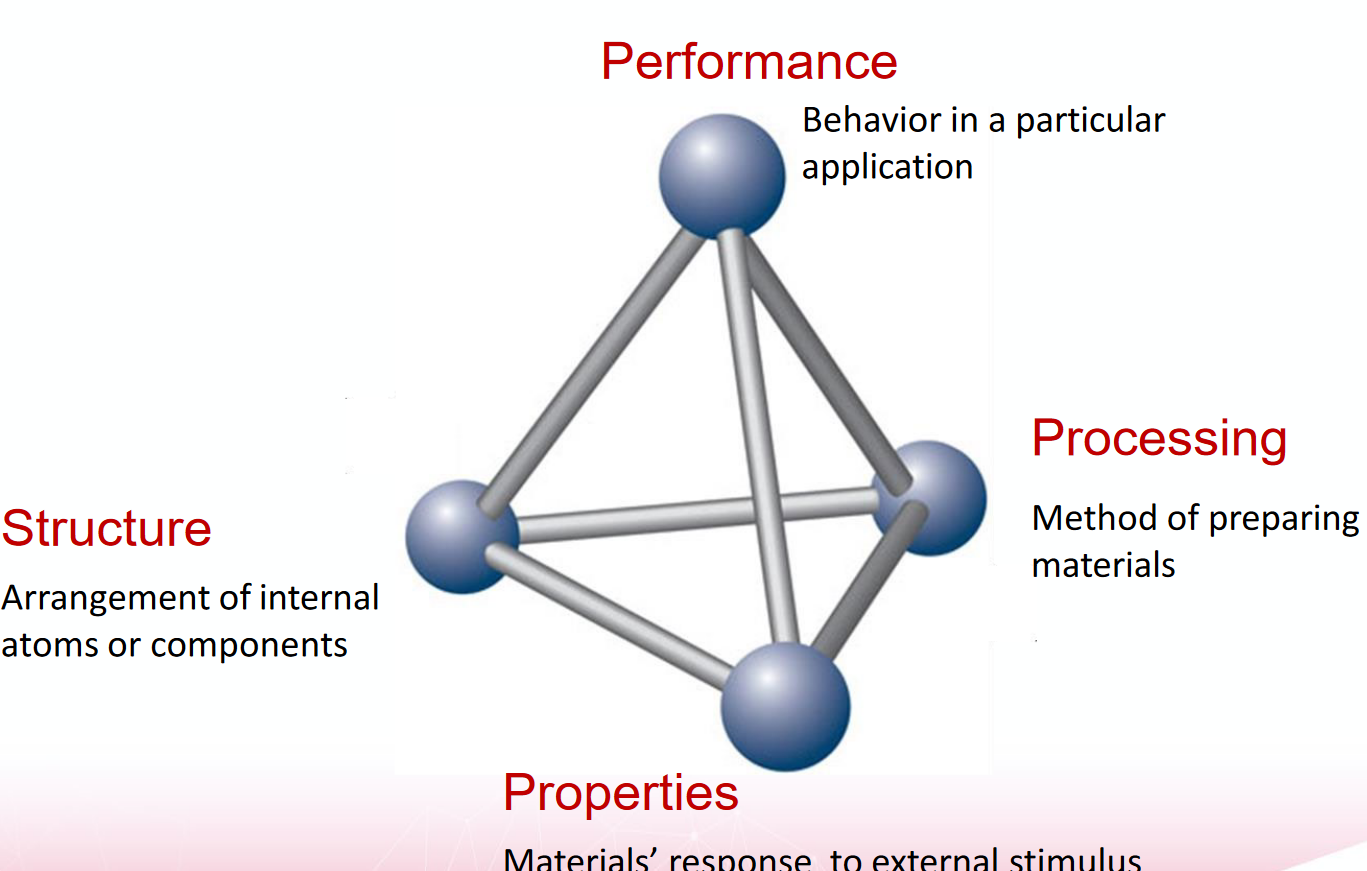 Performance
Behavior in a particular
application
Processing
Method of preparing
materials
Structure
Arrangement of internal
atoms or components
Properties
Materials' response to external stimulus